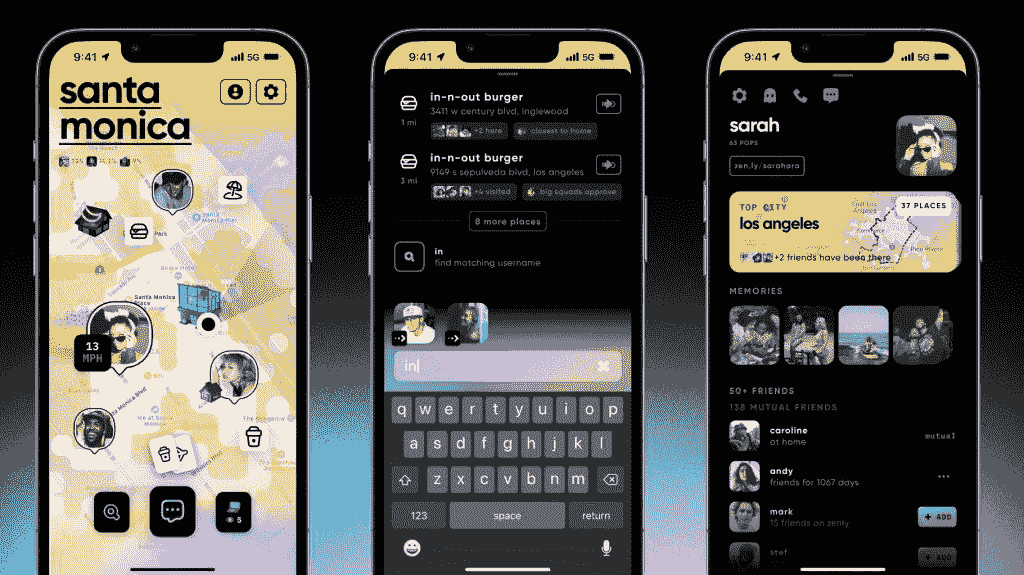 9:41
5G
santa
monica
Park
Santa Monica
Place
13
MPH
5
9:41
5G
in-n-out burger
3411 w century blvd, inglewood
1 mi
+2 here
closest to home
in-n-out burger
9149 s sepulveda blvd, los angeles
3 mi
+4 visited
big squads approve
8 more places
in
find matching username
in
q w e r t y u i o p
a s d f g h j k l
z x c v b n m
123
space
return
9:41
5G
sarah
63 POPS
zen.ly/sarahara
TOP CITY
37 PLACES
los angeles
+2 friends have been there
MEMORIES
50+ FRIENDS
138 MUTUAL FRIENDS
caroline
at home
mutual
andy
friends for 1067 days
mark
15 friends on zenly
+ ADD
stef
+ ADD